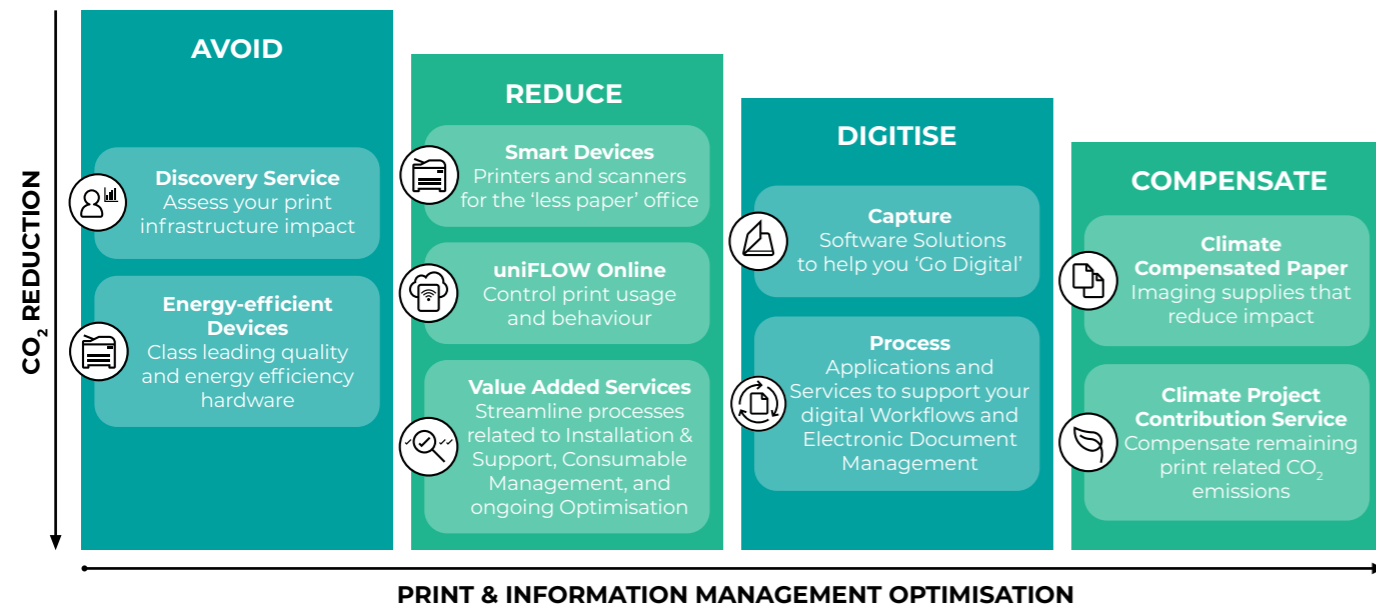 CO₂ REDUCTION
AVOID
Discovery Service
Assess your print
infrastructure impact
Energy-efficient
Devices
Class leading quality
and energy efficiency
hardware
REDUCE
Smart Devices
Printers and scanners
for the ‘less paper’ office
uniFLOW Online
Control print usage
and behaviour
Value Added Services
Streamline processes
related to Installation &
Support, Consumable
Management, and
ongoing Optimisation
DIGITISE
Capture
Software Solutions
to help you ‘Go Digital’
Process
Applications and
Services to support your
digital Workflows and
Electronic Document
Management
COMPENSATE
Climate
Compensated Paper
Imaging supplies that
reduce impact
Climate Project
Contribution Service
Compensate remaining
print related CO₂
emissions
PRINT & INFORMATION MANAGEMENT OPTIMISATION